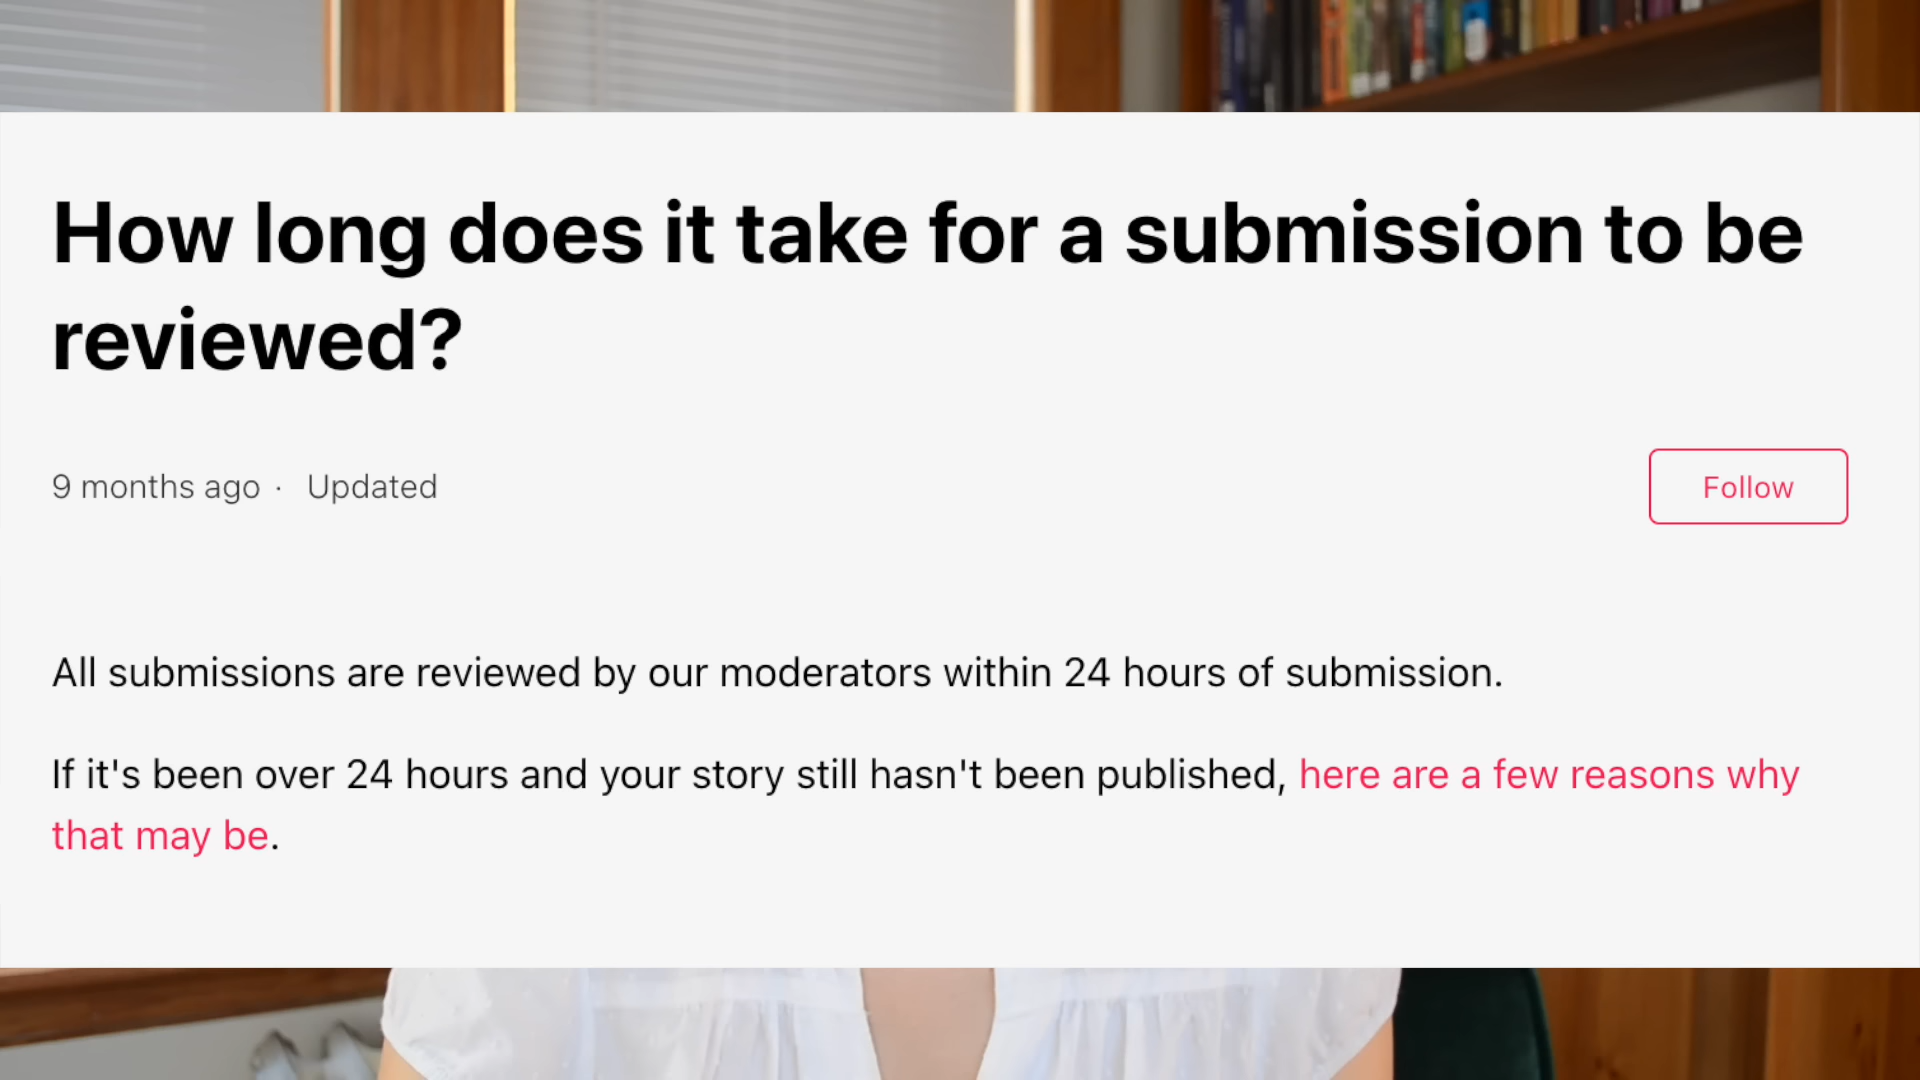 How long does it take for a submission to be
reviewed?
9 months ago · Updated
Follow
All submissions are reviewed by our moderators within 24 hours of submission.
If it's been over 24 hours and your story still hasn't been published, here are a few reasons why
that may be.